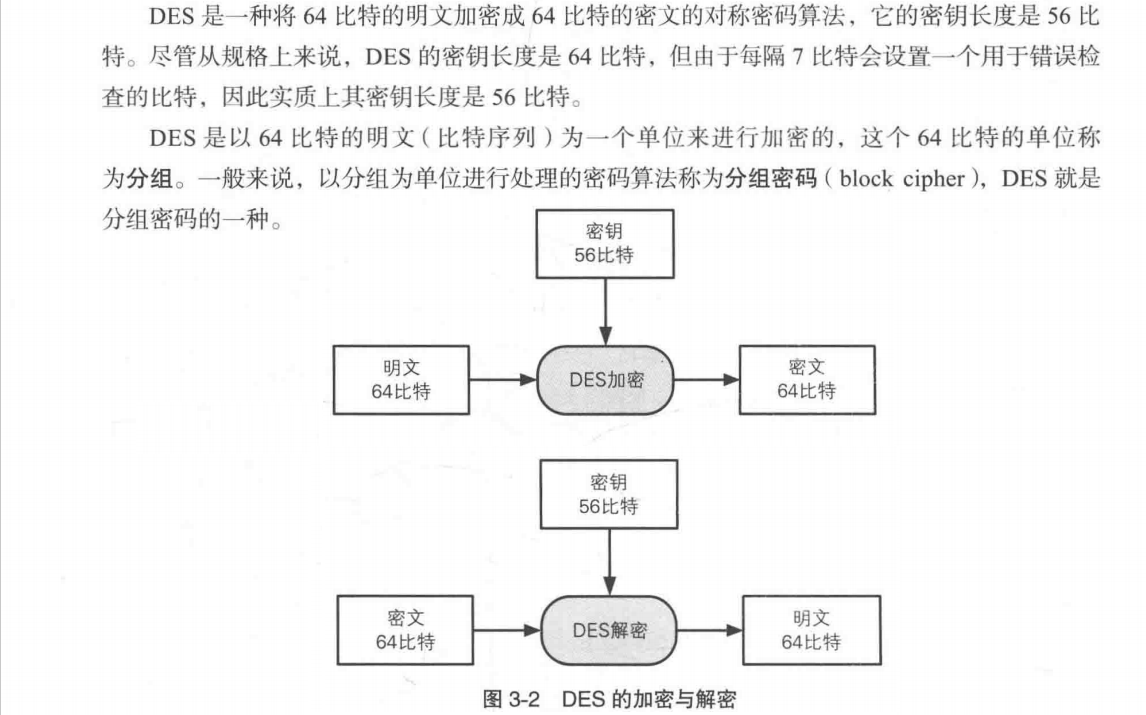 DES 是一种将 64 比特的明文加密成 64 比特的密文的对称密码算法，它的密钥长度是 56 比
特。尽管从规格上来说，DES 的密钥长度是 64 比特，但由于每隔 7 比特会设置一个用于错误检
查的比特，因此实质上其密钥长度是 56 比特。
DES 是以 64 比特的明文（比特序列）为一个单位来进行加密的，这个 64 比特的单位称
为分组。一般来说，以分组为单位进行处理的密码算法称为分组密码（block cipher），DES 就是
分组密码的一种。
密钥
56比特
明文
64比特
DES加密
密文
64比特
密钥
56比特
密文
64比特
DES解密
明文
64比特
图 3-2 DES 的加密与解密